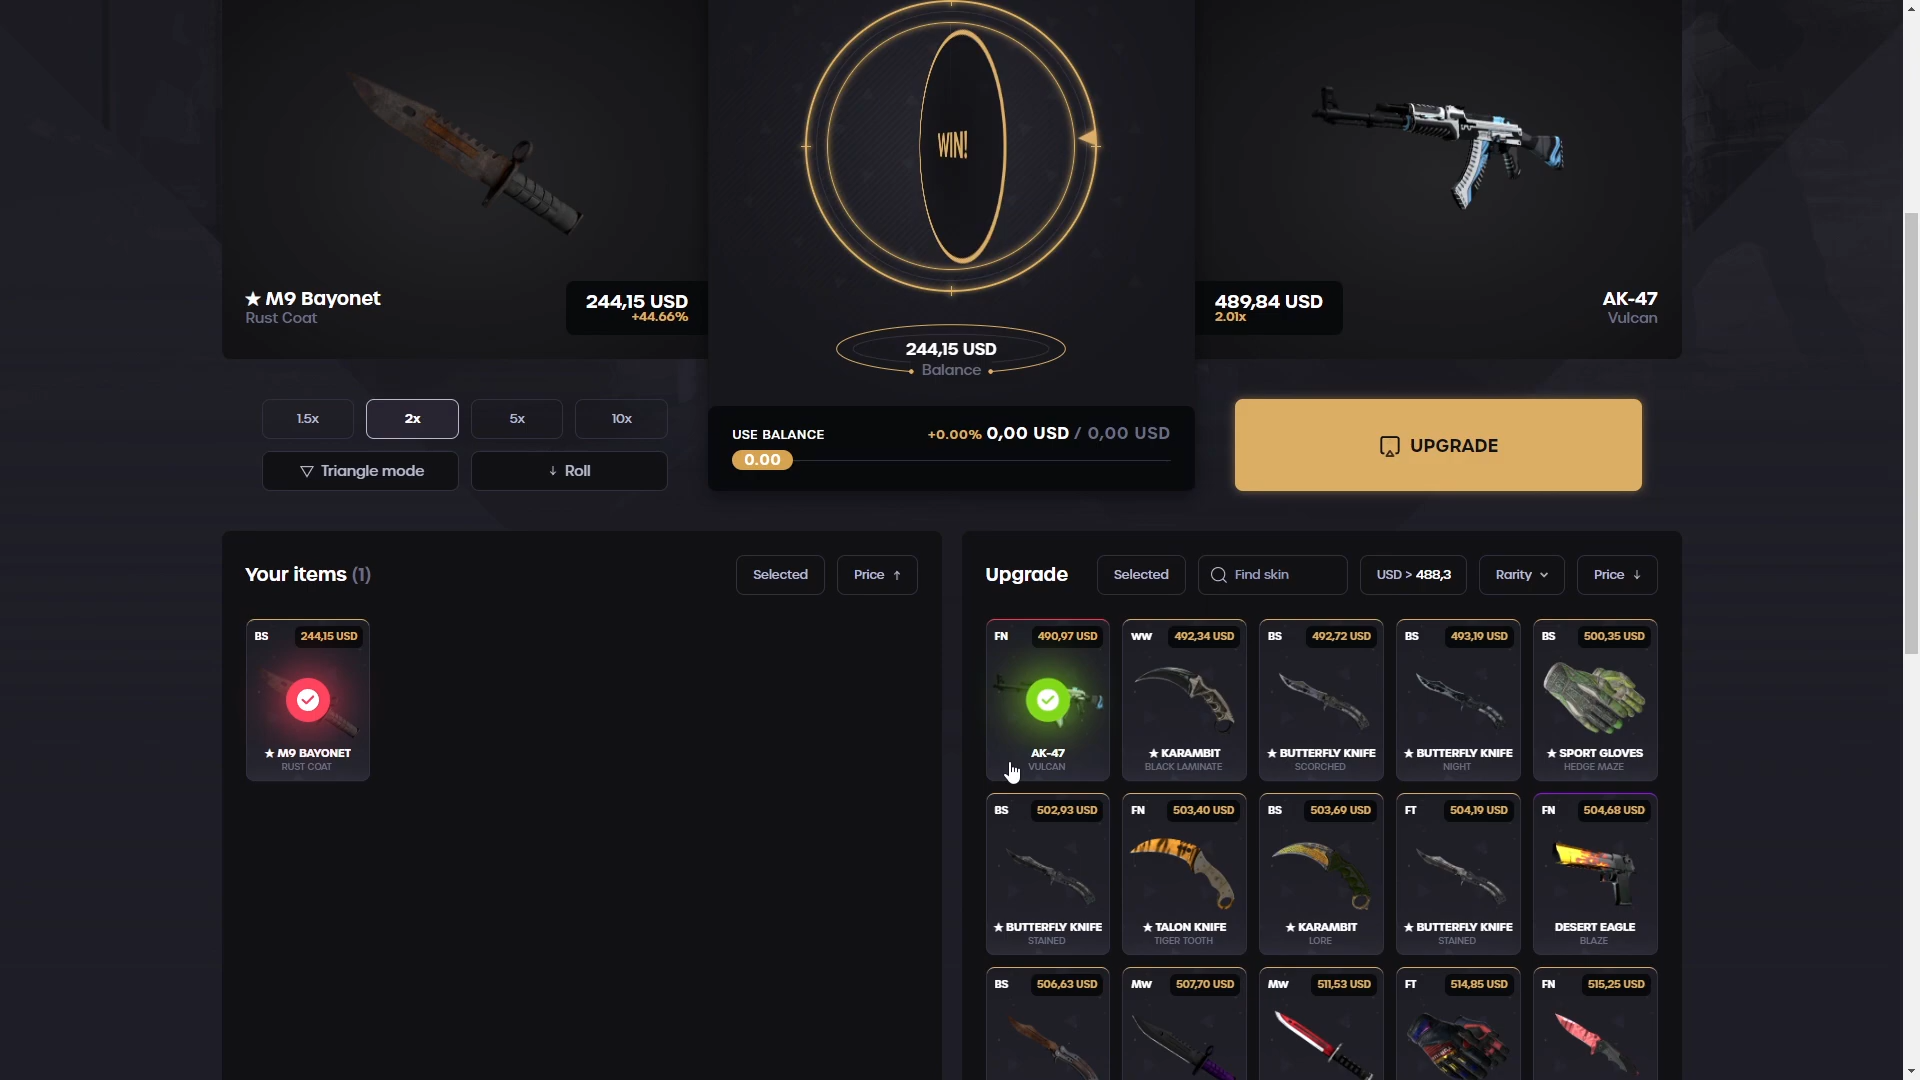 WIN!
★ M9 Bayonet
Rust Coat
244,15 USD
+44.66%
489,84 USD
2.01x
AK-47
Vulcan
244,15 USD
Balance
1.5x
2x
5x
10x
Triangle mode
↓ Roll
USE BALANCE
+0.00% 0,00 USD / 0,00 USD
0.00
UPGRADE
Your items (1)
Selected
Price ↑
BS 244,15 USD
★ M9 BAYONET
RUST COAT
Upgrade
Selected
Find skin
USD > 488,3
Rarity
Price ↓
FN 490,97 USD
AK-47
VULCAN
WW 492,34 USD
★ KARAMBIT
BLACK LAMINATE
BS 492,72 USD
★ BUTTERFLY KNIFE
SCORCHED
BS 493,19 USD
★ BUTTERFLY KNIFE
NIGHT
BS 500,35 USD
★ SPORT GLOVES
HEDGE MAZE
BS 502,93 USD
★ BUTTERFLY KNIFE
STAINED
FN 503,40 USD
★ TALON KNIFE
TIGER TOOTH
BS 503,69 USD
★ KARAMBIT
LORE
FT 504,19 USD
★ BUTTERFLY KNIFE
STAINED
FN 504,68 USD
DESERT EAGLE
BLAZE
BS 506,63 USD
MW 507,70 USD
MW 511,53 USD
FT 514,85 USD
FN 515,25 USD